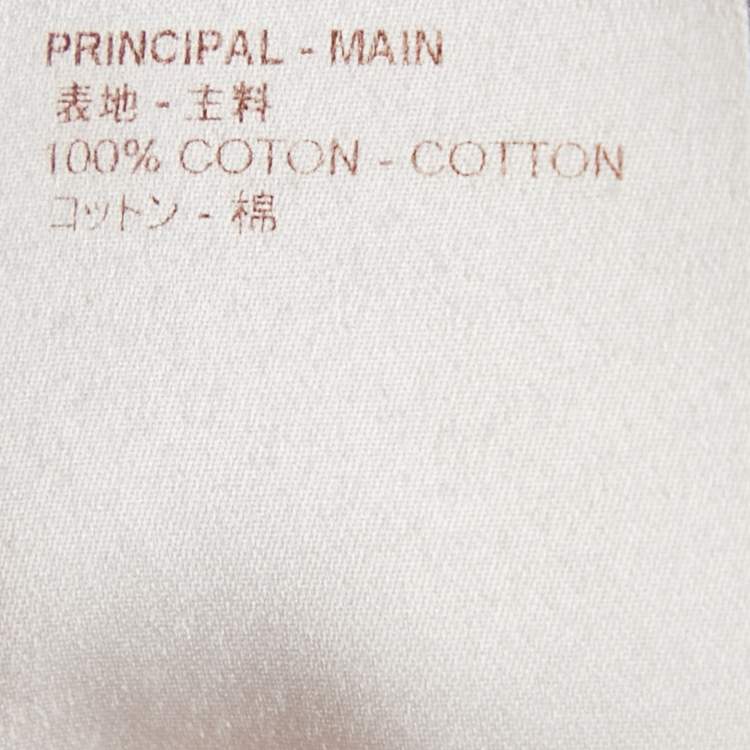 PRINCIPAL - MAIN
表地 - 主料
100% COTON - COTTON
コットン - 棉